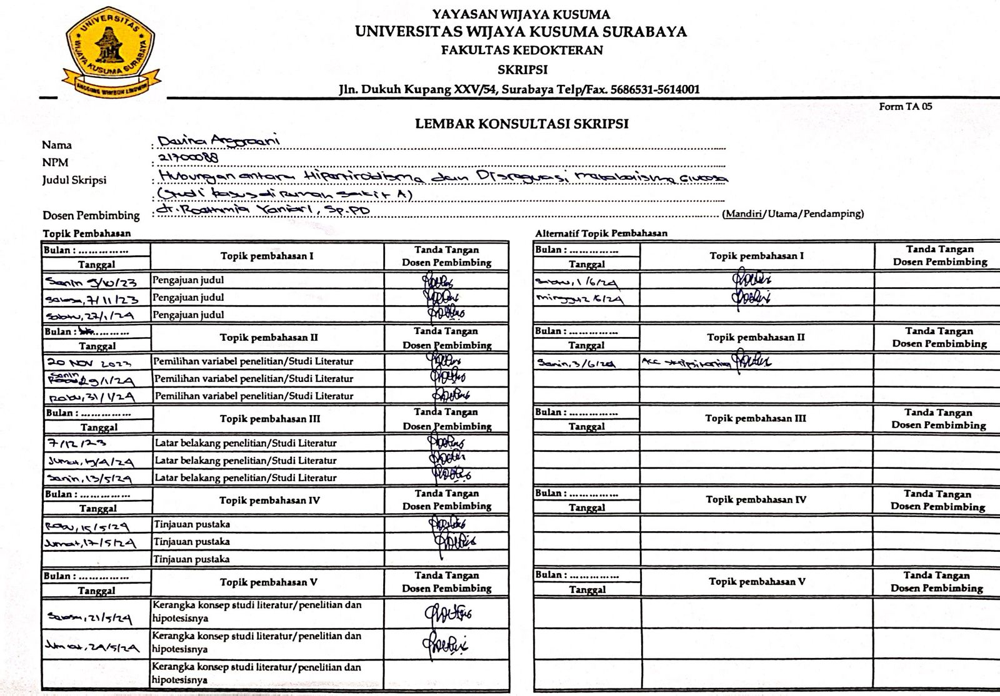 UNIVERSITAS
WIJAYA KUSUMA SURABAYA
YAYASAN WIJAYA KUSUMA
UNIVERSITAS WIJAYA KUSUMA SURABAYA
FAKULTAS KEDOKTERAN
SKRIPSI
Jln. Dukuh Kupang XXV/54, Surabaya Telp/Fax. 5686531-5614001
Form TA 05
LEMBAR KONSULTASI SKRIPSI
Nama : Davina Anggraeni
NPM : 21700088
Judul Skripsi : Hubungan antara Hipertiroidisme dan Disregulasi metabolisme Glukosa
: (Studi kasus di Rumah Sakit A)
Dosen Pembimbing : dr. Yaniari, Sp.PD (Mandiri/Utama/Pendamping)
Topik Pembahasan
Bulan : ...............
Tanggal
Topik pembahasan I
Tanda Tangan
Dosen Pembimbing
Senin 9/10/23 Pengajuan judul
Selasa, 7/11/23 Pengajuan judul
Sabtu, 27/1/24 Pengajuan judul
Bulan : ...............
Tanggal
Topik pembahasan II
Tanda Tangan
Dosen Pembimbing
20 NOV 2023 Pemilihan variabel penelitian/Studi Literatur
Senin 29/1/24 Pemilihan variabel penelitian/Studi Literatur
Rabu, 31/1/24 Pemilihan variabel penelitian/Studi Literatur
Bulan : ...............
Tanggal
Topik pembahasan III
Tanda Tangan
Dosen Pembimbing
7/12/23 Latar belakang penelitian/Studi Literatur
Jumat, /4/24 Latar belakang penelitian/Studi Literatur
Senin, 13/5/24 Latar belakang penelitian/Studi Literatur
Bulan : ...............
Tanggal
Topik pembahasan IV
Tanda Tangan
Dosen Pembimbing
Rabu, 15/5/24 Tinjauan pustaka
Jumat, 17/5/24 Tinjauan pustaka
Tinjauan pustaka
Bulan : ...............
Tanggal
Topik pembahasan V
Tanda Tangan
Dosen Pembimbing
Selasa, 21/5/24 Kerangka konsep studi literatur/penelitian dan
hipotesisnya
Jumat, 24/5/24 Kerangka konsep studi literatur/penelitian dan
hipotesisnya
Kerangka konsep studi literatur/penelitian dan
hipotesisnya
Alternatif Topik Pembahasan
Bulan : ...............
Tanggal
Topik pembahasan I
Tanda Tangan
Dosen Pembimbing
Sabtu, 1/6/24
minggu 2/6/24
Bulan : ...............
Tanggal
Topik pembahasan II
Tanda Tangan
Dosen Pembimbing
Senin, 3/6/24 ACC skripsi
Bulan : ...............
Tanggal
Topik pembahasan III
Tanda Tangan
Dosen Pembimbing
Bulan : ...............
Tanggal
Topik pembahasan IV
Tanda Tangan
Dosen Pembimbing
Bulan : ...............
Tanggal
Topik pembahasan V
Tanda Tangan
Dosen Pembimbing